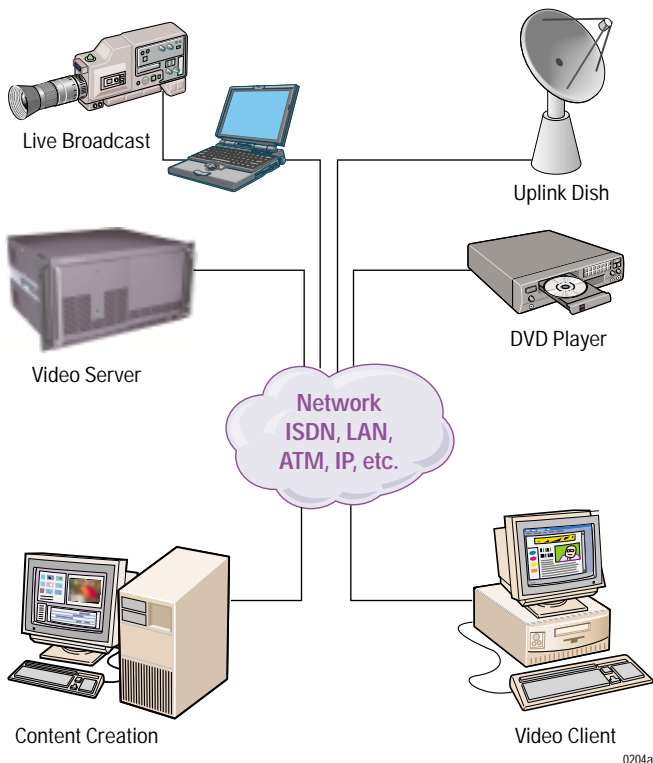 Live Broadcast
Uplink Dish
Video Server
DVD Player
Network
ISDN, LAN,
ATM, IP, etc.
Content Creation
Video Client
0204a